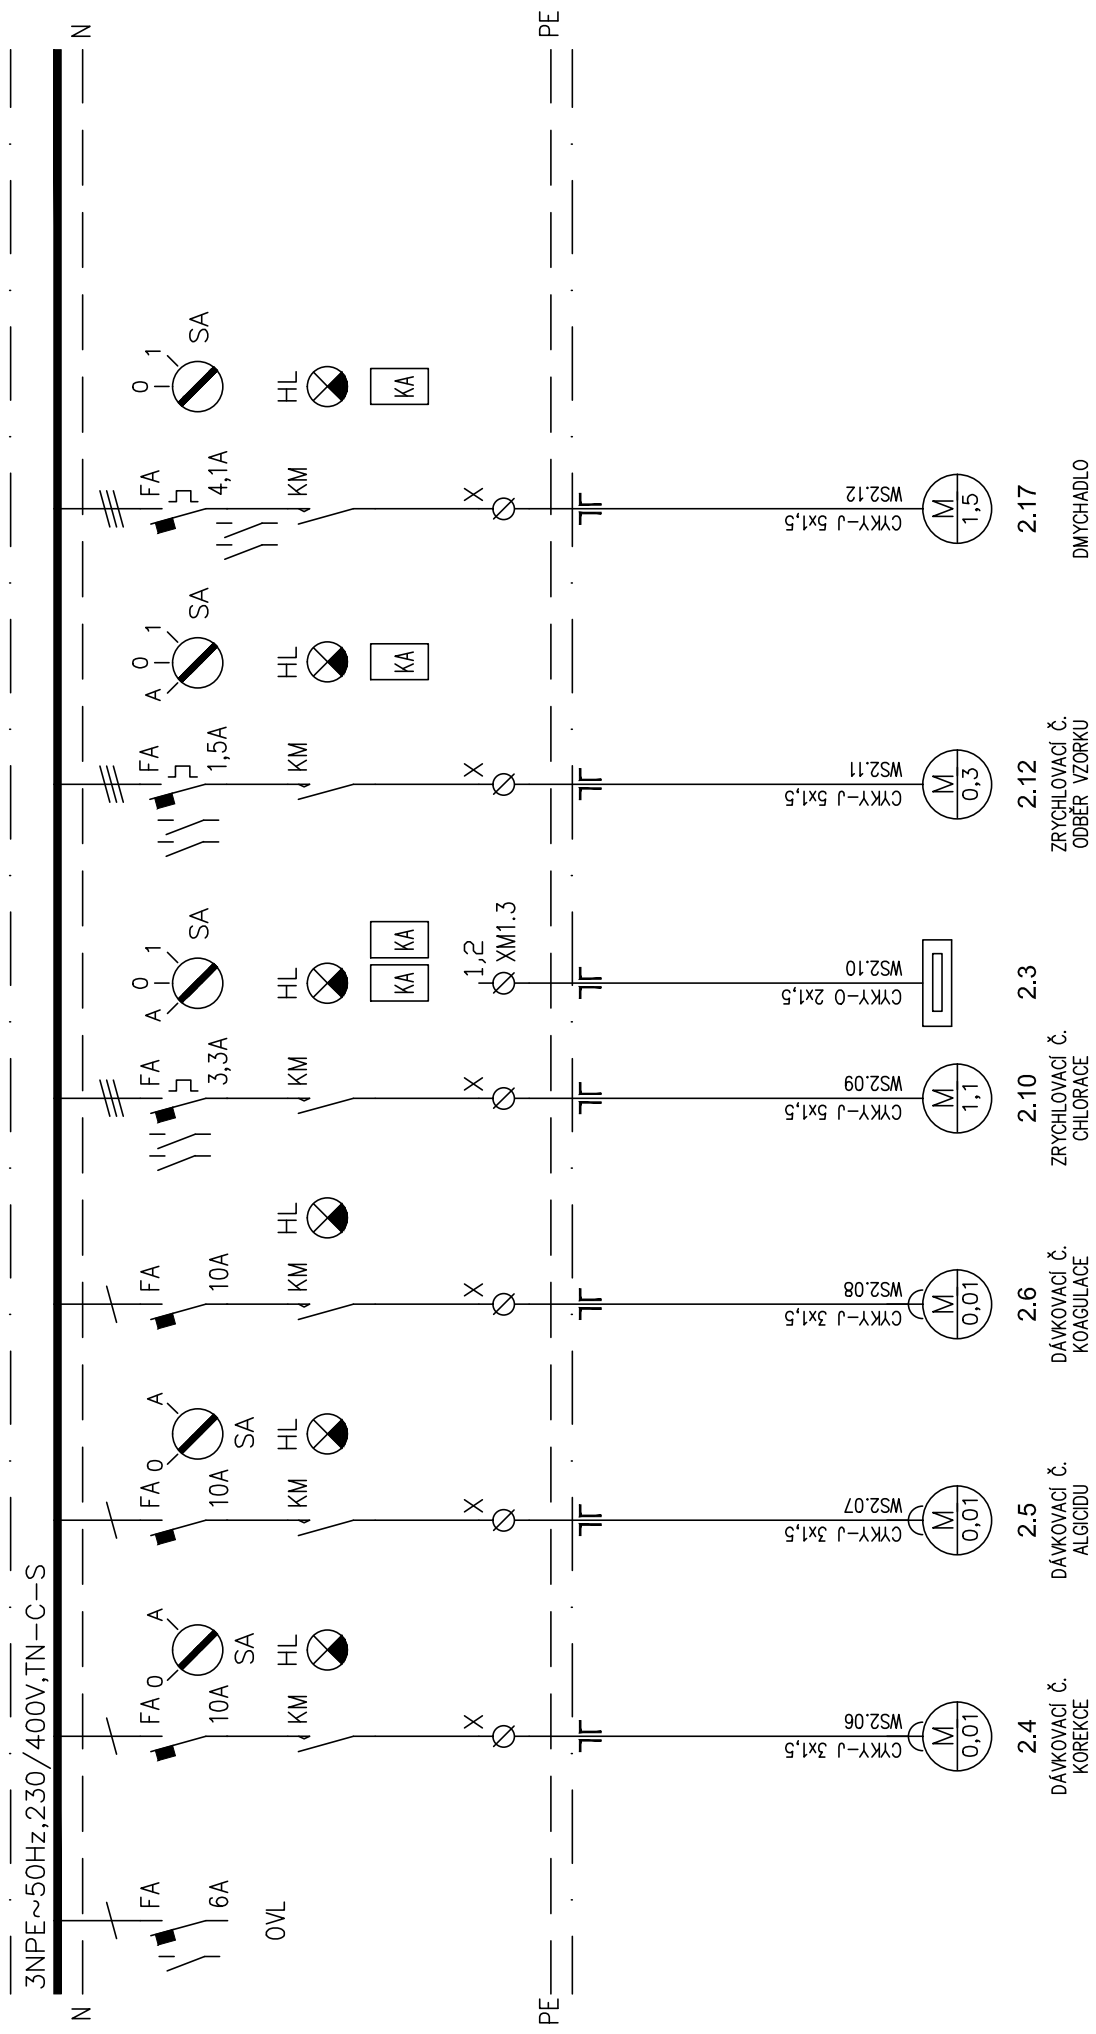 3NPE~50Hz,230/400V,TN-C-S
N
N
PE
PE
FA
6A
OVL
FA
10A
0
A
SA
HL
KM
X
WS2.06
CYKY-J 3x1,5
M
0,01
2.4
DÁVKOVACÍ Č.
KOREKCE
FA
10A
0
A
SA
HL
KM
X
WS2.07
CYKY-J 3x1,5
M
0,01
2.5
DÁVKOVACÍ Č.
ALGICIDU
FA
10A
HL
KM
X
WS2.08
CYKY-J 3x1,5
M
0,01
2.6
DÁVKOVACÍ Č.
KOAGULACE
FA
3,3A
A
0
1
SA
HL
KM
KA
KA
X
WS2.09
CYKY-J 5x1,5
M
1,1
2.10
ZRYCHLOVACÍ Č.
CHLORACE
1,2
XM1.3
WS2.10
CYKY-O 2x1,5
2.3
FA
1,5A
A
0
1
SA
HL
KM
KA
X
WS2.11
CYKY-J 5x1,5
M
0,3
2.12
ZRYCHLOVACÍ Č.
ODBĚR VZORKU
FA
4,1A
0
1
SA
HL
KM
KA
X
WS2.12
CYKY-J 5x1,5
M
1,5
2.17
DMYCHADLO